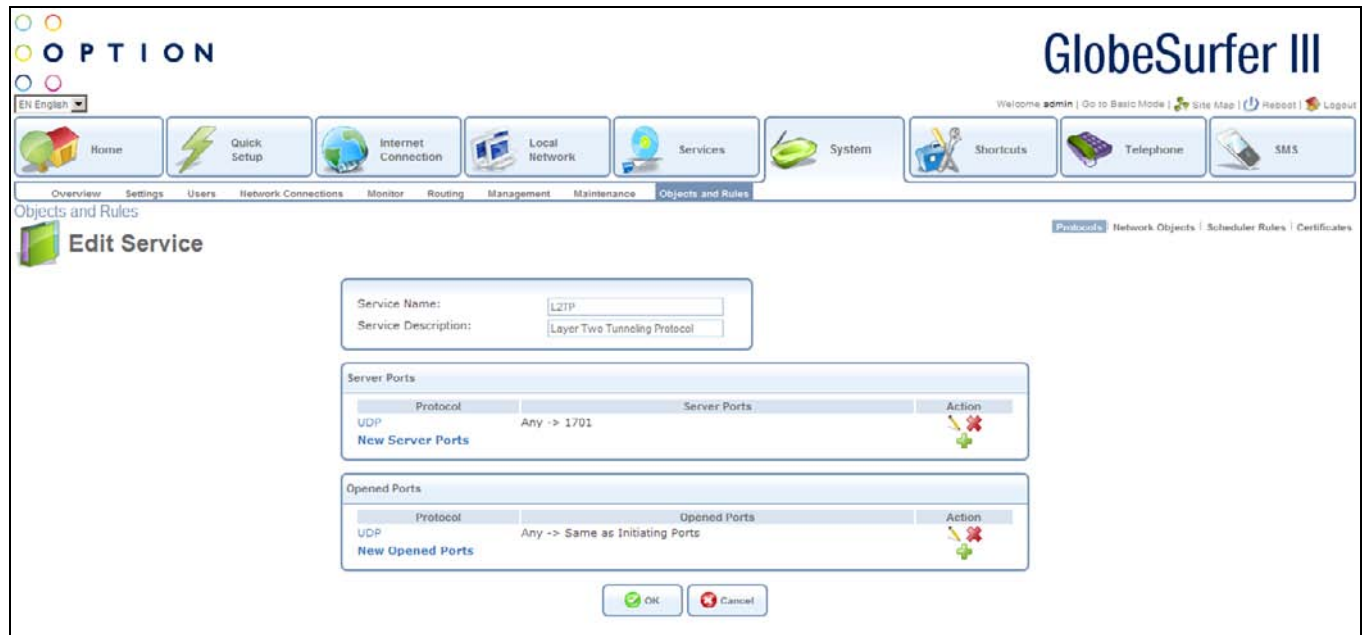 OPTION
GlobeSurfer III
EN English
Welcome admin | Go to Basic Mode | Site Map | Reboot | Logout
Home
Quick Setup
Internet Connection
Local Network
Services
System
Shortcuts
Telephone
SMS
Overview Settings Users Network Connections Monitor Routing Management Maintenance Objects and Rules
Objects and Rules
Protocols | Network Objects | Scheduler Rules | Certificates
Edit Service
Service Name: L2TP
Service Description: Layer Two Tunneling Protocol
Server Ports
Protocol Server Ports Action
UDP Any -> 1701
New Server Ports
Opened Ports
Protocol Opened Ports Action
UDP Any -> Same as Initiating Ports
New Opened Ports
OK Cancel